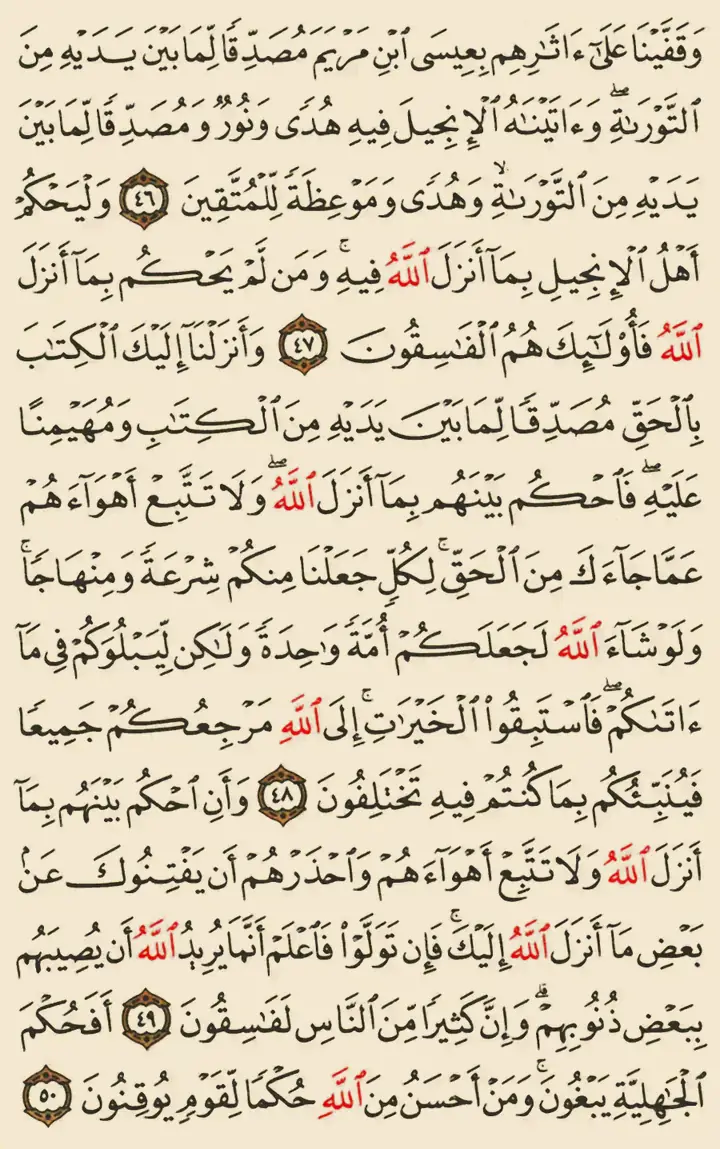 وَقَفَّيۡنَا عَلَىٰٓ ءَاثَٰرِهِم بِعِيسَى ٱبۡنِ مَرۡيَمَ مُصَدِّقٗا لِّمَا بَيۡنَ يَدَيۡهِ مِنَ
ٱلتَّوۡرَىٰةِۖ وَءَاتَيۡنَٰهُ ٱلۡإِنجِيلَ فِيهِ هُدٗى وَنُورٞ وَمُصَدِّقٗا لِّمَا بَيۡنَ
يَدَيۡهِ مِنَ ٱلتَّوۡرَىٰةِۙ وَهُدٗى وَمَوۡعِظَةٗ لِّلۡمُتَّقِينَ ٤٦ وَلۡيَحۡكُمۡ
أَهۡلُ ٱلۡإِنجِيلِ بِمَآ أَنزَلَ ٱللَّهُ فِيهِۚ وَمَن لَّمۡ يَحۡكُم بِمَآ أَنزَلَ
ٱللَّهُ فَأُوْلَٰٓئِكَ هُمُ ٱلۡفَٰسِقُونَ ٤٧ وَأَنزَلۡنَآ إِلَيۡكَ ٱلۡكِتَٰبَ
بِٱلۡحَقِّ مُصَدِّقٗا لِّمَا بَيۡنَ يَدَيۡهِ مِنَ ٱلۡكِتَٰبِ وَمُهَيۡمِنًا
عَلَيۡهِۖ فَٱحۡكُم بَيۡنَهُم بِمَآ أَنزَلَ ٱللَّهُۖ وَلَا تَتَّبِعۡ أَهۡوَآءَهُمۡ
عَمَّا جَآءَكَ مِنَ ٱلۡحَقِّۚ لِكُلّٖ جَعَلۡنَا مِنكُمۡ شِرۡعَةٗ وَمِنۡهَاجٗاۚ
وَلَوۡ شَآءَ ٱللَّهُ لَجَعَلَكُمۡ أُمَّةٗ وَٰحِدَةٗ وَلَٰكِن لِّيَبۡلُوَكُمۡ فِي مَآ
ءَاتَىٰكُمۡۖ فَٱسۡتَبِقُواْ ٱلۡخَيۡرَٰتِۚ إِلَى ٱللَّهِ مَرۡجِعُكُمۡ جَمِيعٗا
فَيُنَبِّئُكُم بِمَا كُنتُمۡ فِيهِ تَخۡتَلِفُونَ ٤٨ وَأَنِ ٱحۡكُم بَيۡنَهُم بِمَآ
أَنزَلَ ٱللَّهُ وَلَا تَتَّبِعۡ أَهۡوَآءَهُمۡ وَٱحۡذَرۡهُمۡ أَن يَفۡتِنُوكَ عَنۢ
بَعۡضِ مَآ أَنزَلَ ٱللَّهُ إِلَيۡكَۖ فَإِن تَوَلَّوۡاْ فَٱعۡلَمۡ أَنَّمَا يُرِيدُ ٱللَّهُ أَن يُصِيبَهُم
بِبَعۡضِ ذُنُوبِهِمۡۗ وَإِنَّ كَثِيرٗا مِّنَ ٱلنَّاسِ لَفَٰسِقُونَ ٤٩ أَفَحُكۡمَ
ٱلۡجَٰهِلِيَّةِ يَبۡغُونَۚ وَمَنۡ أَحۡسَنُ مِنَ ٱللَّهِ حُكۡمٗا لِّقَوۡمٖ يُوقِنُونَ ٥٠